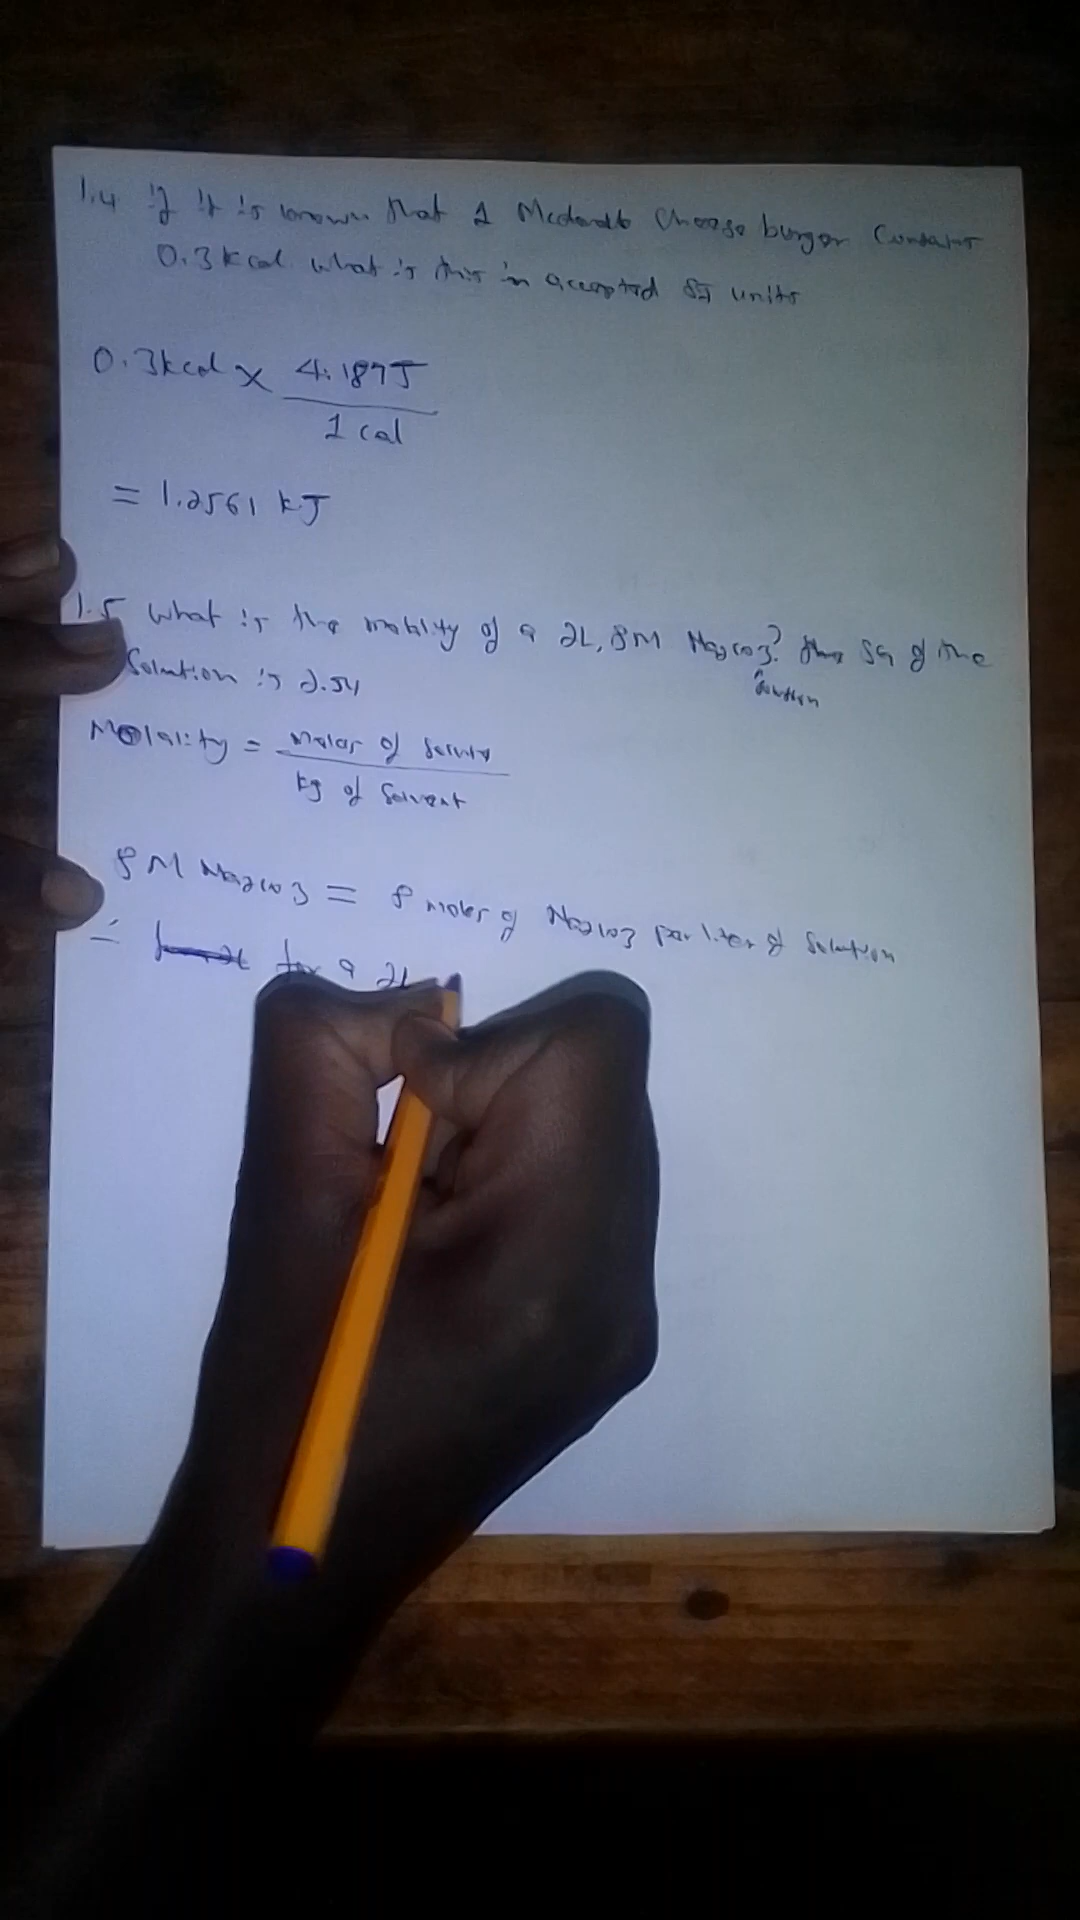 1.4 if it is known that 1 Mcdonalds Cheese burger Contains
0.3 kcal. what is this in accepted SI units
0.3kcal × 4.187J
1 cal
= 1.2561 kJ
1.5 what is the molality of a 2L, 8M Na2CO3? the SG of the
solution
Solution is 2.54
Molality = moles of solute
kg of Solvent
8M Na2CO3 = 8 moles of Na2CO3 per liter of Solution
= for a 2L